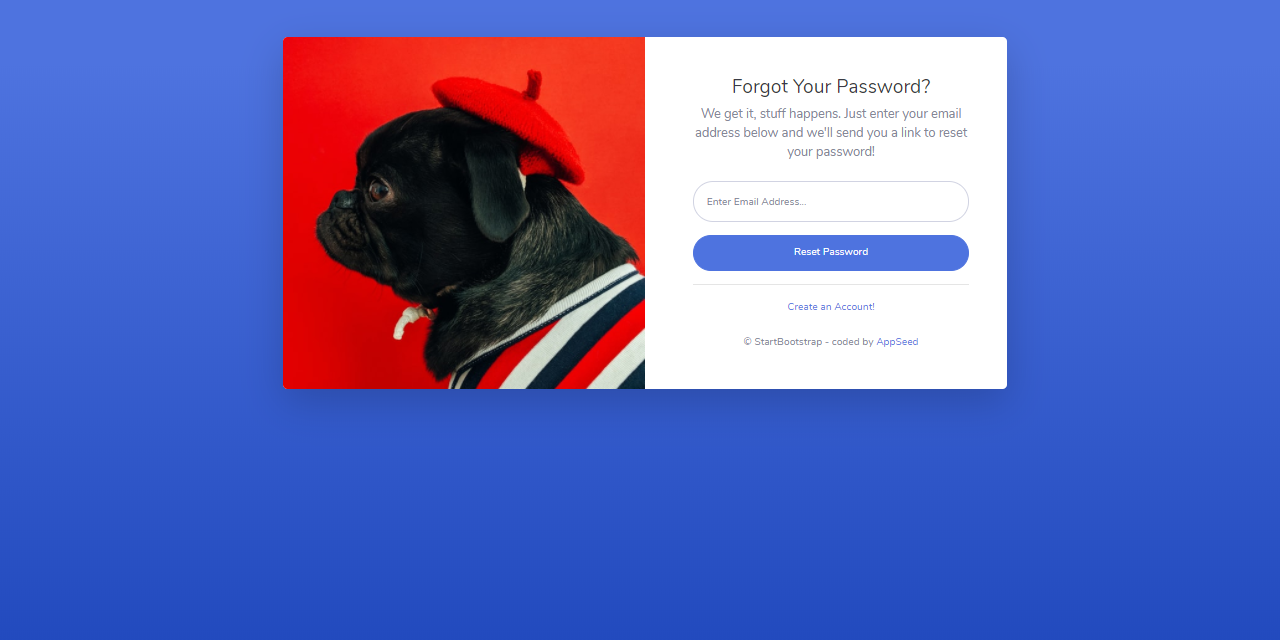 Forgot Your Password?
We get it, stuff happens. Just enter your email
address below and we'll send you a link to reset
your password!
Enter Email Address...
Reset Password
Create an Account!
© StartBootstrap - coded by AppSeed